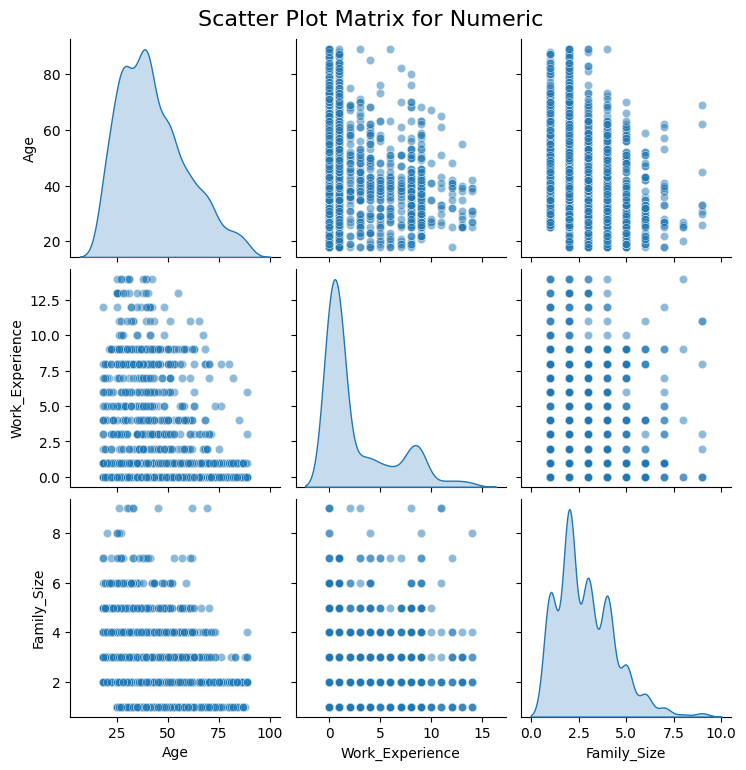 Scatter Plot Matrix for Numeric
80
60
40
20
Age
12.5
10.0
7.5
5.0
2.5
0.0
Work_Experience
8
6
4
2
Family_Size
25 50 75 100
Age
0 5 10 15
Work_Experience
0.0 2.5 5.0 7.5 10.0
Family_Size